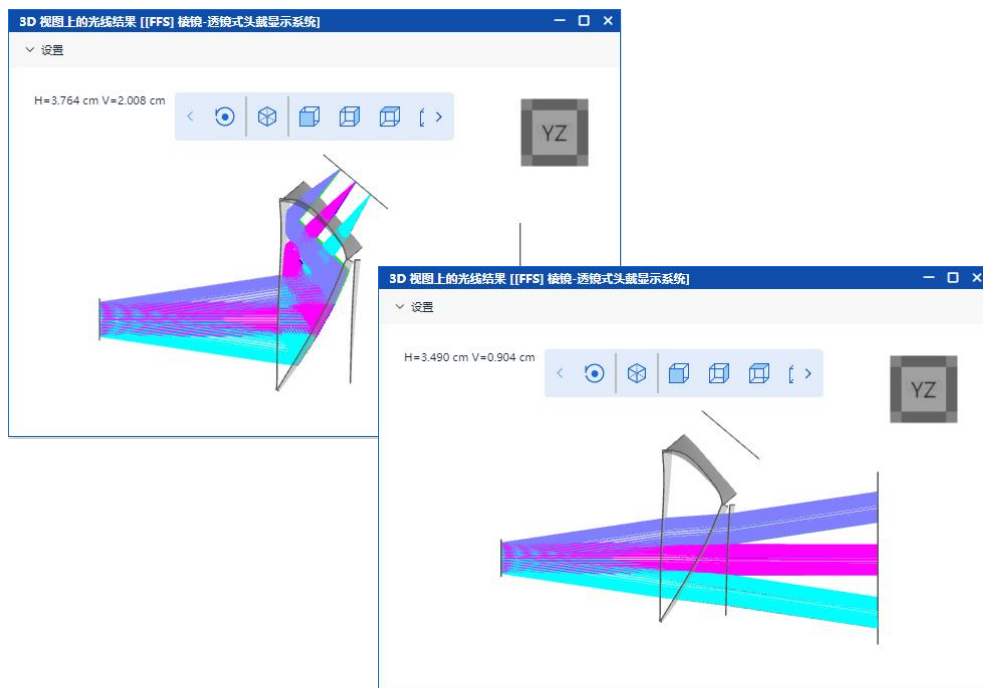 3D 视图上的光线结果 [[FFS] 棱镜-透镜式头戴显示系统]
设置
H=3.764 cm V=2.008 cm
YZ
3D 视图上的光线结果 [[FFS] 棱镜-透镜式头戴显示系统]
设置
H=3.490 cm V=0.904 cm
YZ